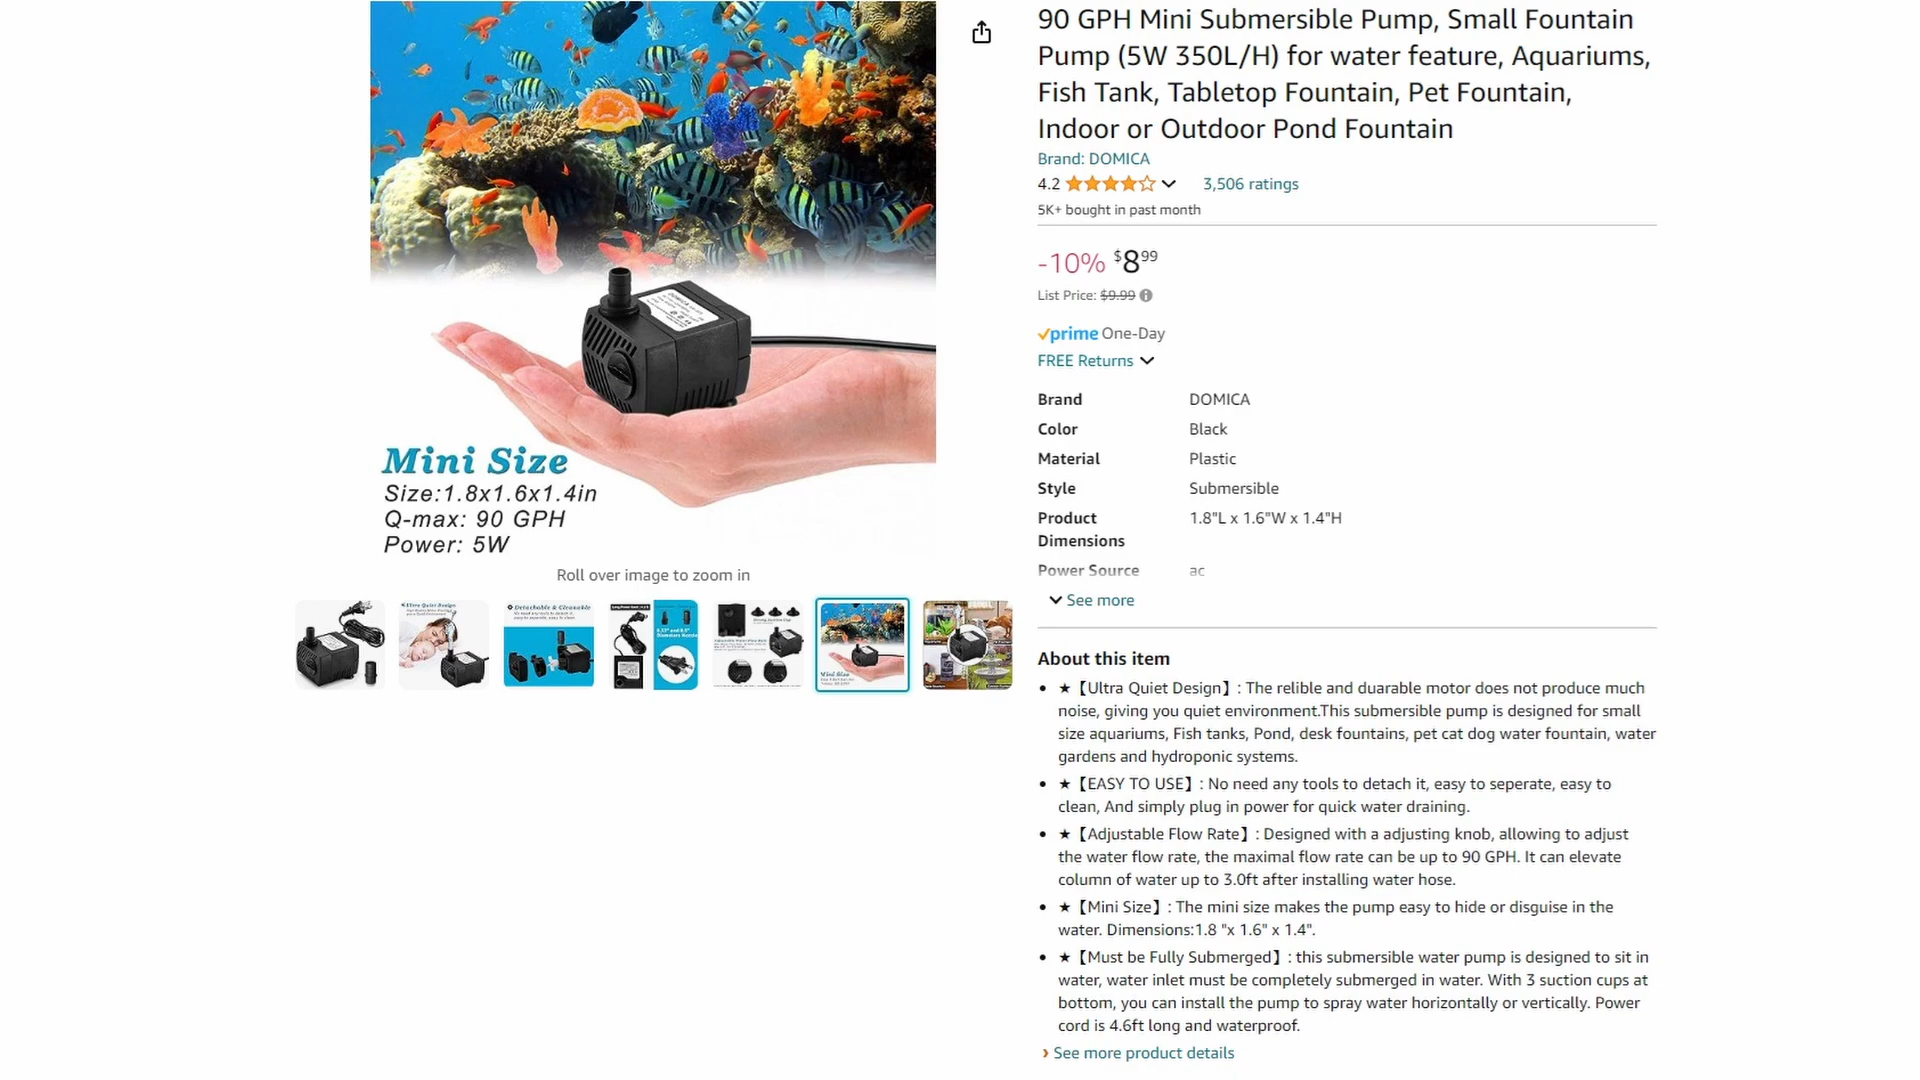 90 GPH Mini Submersible Pump, Small Fountain
Pump (5W 350L/H) for water feature, Aquariums,
Fish Tank, Tabletop Fountain, Pet Fountain,
Indoor or Outdoor Pond Fountain
Brand: DOMICA
4.2
3,506 ratings
5K+ bought in past month
-10% $8.99
List Price: $9.99
prime One-Day
FREE Returns
Brand DOMICA
Color Black
Material Plastic
Style Submersible
Product Dimensions 1.8"L x 1.6"W x 1.4"H
Power Source ac
See more
About this item
★【Ultra Quiet Design】: The relible and duarable motor does not produce much
noise, giving you quiet environment.This submersible pump is designed for small
size aquariums, Fish tanks, Pond, desk fountains, pet cat dog water fountain, water
gardens and hydroponic systems.
★【EASY TO USE】: No need any tools to detach it, easy to seperate, easy to
clean, And simply plug in power for quick water draining.
★【Adjustable Flow Rate】: Designed with a adjusting knob, allowing to adjust
the water flow rate, the maximal flow rate can be up to 90 GPH. It can elevate
column of water up to 3.0ft after installing water hose.
★【Mini Size】: The mini size makes the pump easy to hide or disguise in the
water. Dimensions:1.8 "x 1.6" x 1.4".
★【Must be Fully Submerged】: this submersible water pump is designed to sit in
water, water inlet must be completely submerged in water. With 3 suction cups at
bottom, you can install the pump to spray water horizontally or vertically. Power
cord is 4.6ft long and waterproof.
See more product details
Mini Size
Size:1.8x1.6x1.4in
Q-max: 90 GPH
Power: 5W
Roll over image to zoom in
Ultra Quiet Design
Detachable & Cleanable
Mini Size